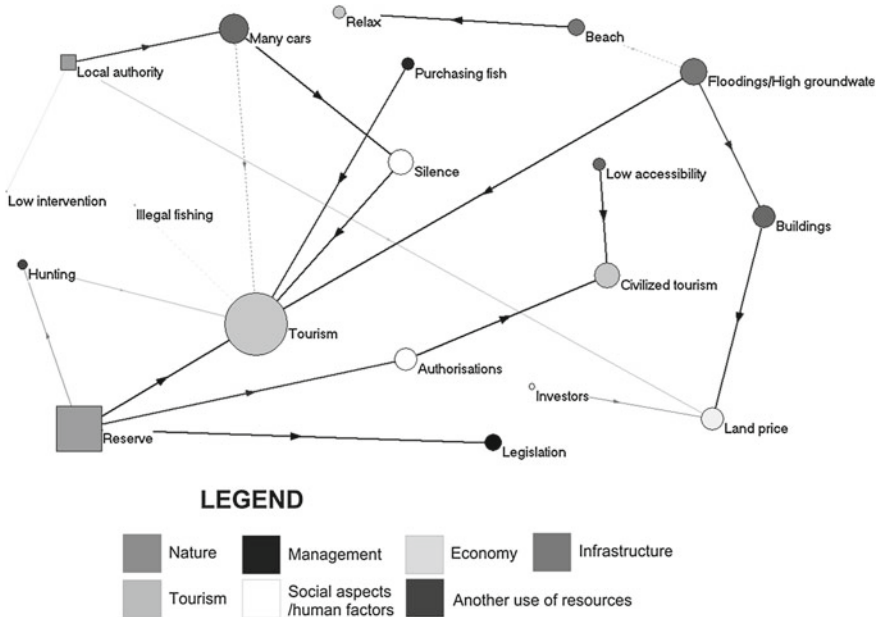 Relax
Many cars
Beach
Local authority
Purchasing fish
Floodings/High groundwate
Silence
Low accessibility
Low intervention
Illegal fishing
Buildings
Hunting
Civilized tourism
Tourism
Authorisations
Investors
Land price
Reserve
Legislation
LEGEND
Nature
Management
Economy
Infrastructure
Tourism
Social aspects
/human factors
Another use of resources